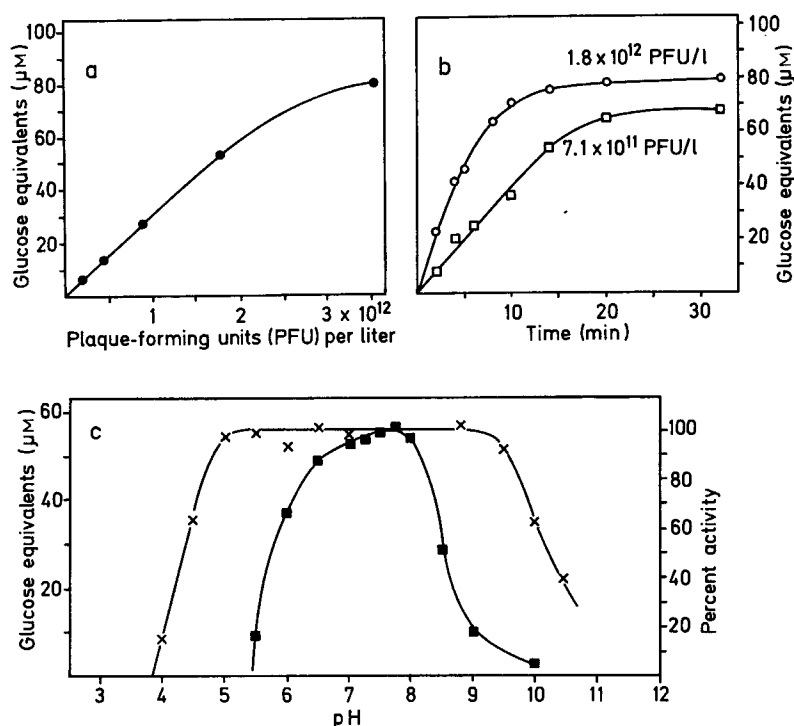 a
Glucose equivalents (µM)
100
80
60
40
20
1
2
3 x 10¹²
Plaque-forming units (PFU) per liter
b
1.8 x 10¹² PFU/l
7.1 x 10¹¹ PFU/l
100
80
60
40
20
Glucose equivalents (µM)
10
20
30
Time (min)
c
Glucose equivalents (µM)
60
40
20
100
80
60
40
20
Percent activity
3
4
5
6
7
8
9
10
11
12
pH